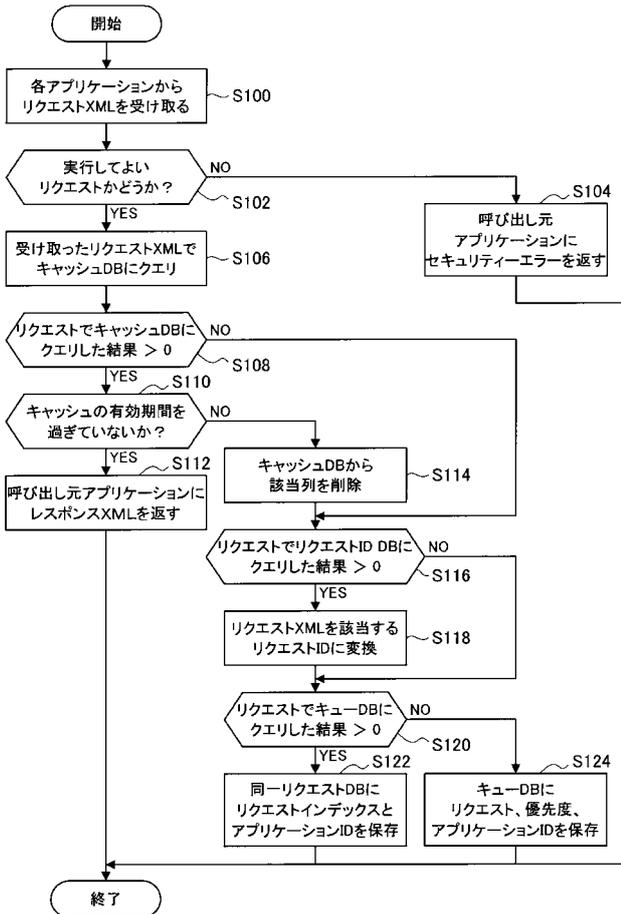 開始
各アプリケーションから
リクエストXMLを受け取る
S100
実行してよい
リクエストかどうか？
NO
S102
YES
S104
呼び出し元
アプリケーションに
セキュリティーエラーを返す
受け取ったリクエストXMLで
キャッシュDBにクエリ
S106
リクエストでキャッシュDBに
クエリした結果 > 0
NO
S108
YES
S110
キャッシュの有効期間を
過ぎていないか？
NO
YES
S112
呼び出し元アプリケーションに
レスポンスXMLを返す
キャッシュDBから
該当列を削除
S114
リクエストでリクエストID DBに
クエリした結果 > 0
NO
S116
YES
リクエストXMLを該当する
リクエストIDに変換
S118
リクエストでキューDBに
クエリした結果 > 0
NO
S120
YES
S122
同一リクエストDBに
リクエストインデックスと
アプリケーションIDを保存
S124
キューDBに
リクエスト、優先度、
アプリケーションIDを保存
終了